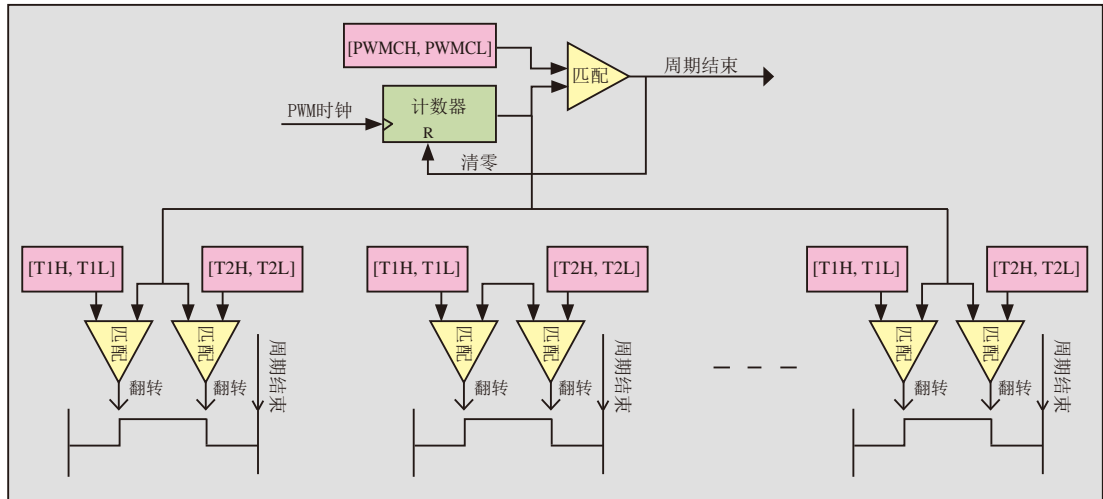 [PWMCH, PWMCL]
匹配
周期结束
计数器
PWM时钟
R
清零
[T1H, T1L]
[T2H, T2L]
[T1H, T1L]
[T2H, T2L]
[T1H, T1L]
[T2H, T2L]
匹配
匹配
周期结束
匹配
匹配
周期结束
匹配
匹配
周期结束
翻转
翻转
翻转
翻转
翻转
翻转